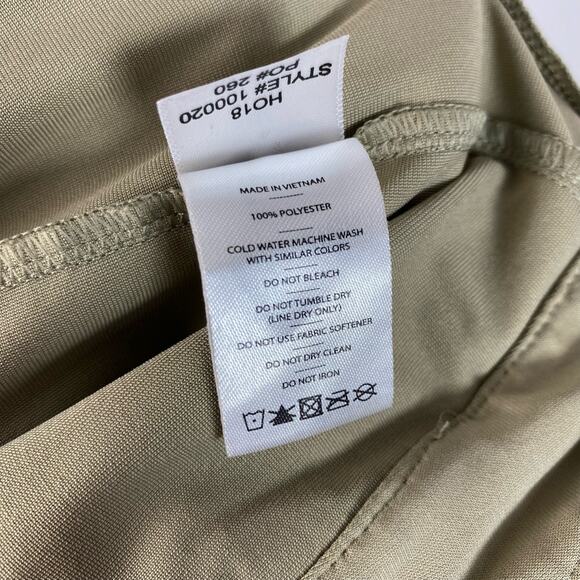 HO18
STYLE# 100020
PO# 260
MADE IN VIETNAM
100% POLYESTER
COLD WATER MACHINE WASH
WITH SIMILAR COLORS
DO NOT BLEACH
DO NOT TUMBLE DRY
(LINE DRY ONLY)
DO NOT USE FABRIC SOFTENER
DO NOT DRY CLEAN
DO NOT IRON